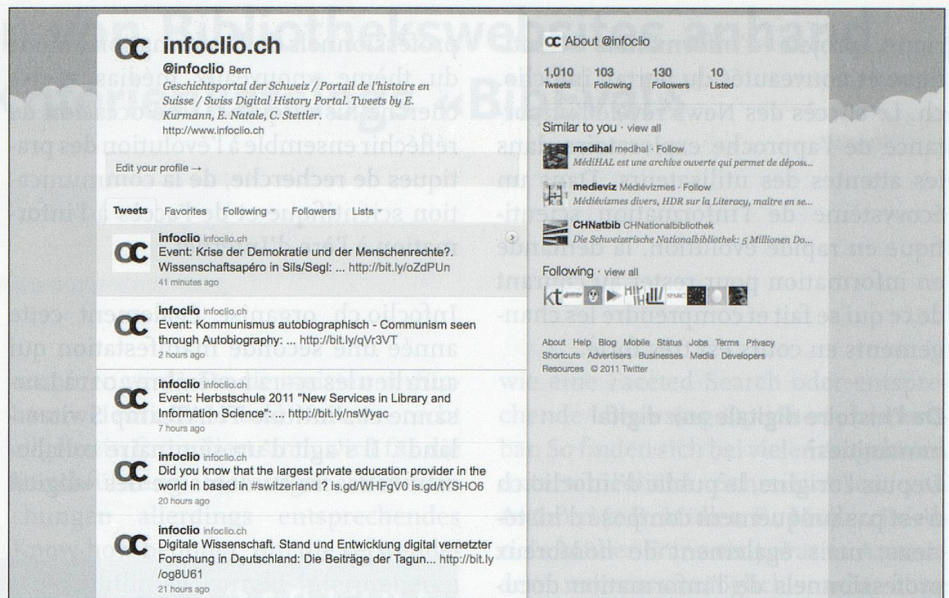 infoclio.ch
@infoclio Bern
Geschichtsportal der Schweiz / Portail de l'histoire en
Suisse / Swiss Digital History Portal. Tweets by E.
Kurmann, E. Natale, C. Stettler.
http://www.infoclio.ch
Edit your profile →
Tweets Favorites Following Followers Lists
infoclio infoclio.ch
Event: Krise der Demokratie und der Menschenrechte?.
Wissenschaftsapéro in Sils/Segl: ... http://bit.ly/oZdPUn
41 minutes ago
infoclio infoclio.ch
Event: Kommunismus autobiographisch - Communism seen
through Autobiography: ... http://bit.ly/qVr3VT
2 hours ago
infoclio infoclio.ch
Event: Herbstschule 2011 "New Services in Library and
Information Science": ... http://bit.ly/nsWyac
7 hours ago
infoclio infoclio.ch
Did you know that the largest private education provider in the
world in based in #switzerland ? is.gd/WHFgV0 is.gd/tYSHO6
20 hours ago
infoclio infoclio.ch
Digitale Wissenschaft. Stand und Entwicklung digital vernetzter
Forschung in Deutschland: Die Beiträge der Tagun... http://bit.ly
/og8U61
21 hours ago
About @infoclio
1,010 103 130 10
Tweets Following Followers Listed
Similar to you · view all
medihal medihal · Follow
MédiHAL est une archive ouverte qui permet de dépos...
medieviz Médiévizmes · Follow
Médiévizmes divers, HDR sur la Literacy, maître en se...
CHNatbib CHNationalbibliothek
Die Schweizerische Nationalbibliothek: 5 Millionen Do...
Following · view all
About Help Blog Mobile Status Jobs Terms Privacy
Shortcuts Advertisers Businesses Media Developers
Resources © 2011 Twitter